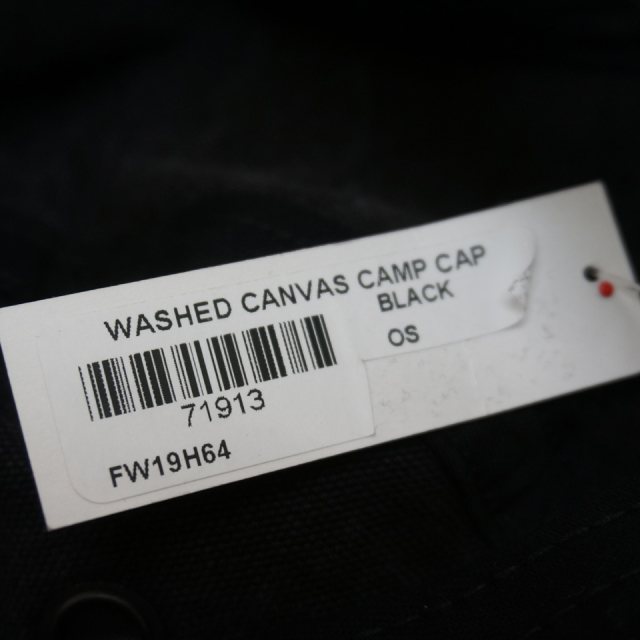 WASHED CANVAS CAMP CAP
BLACK
OS
71913
FW19H64